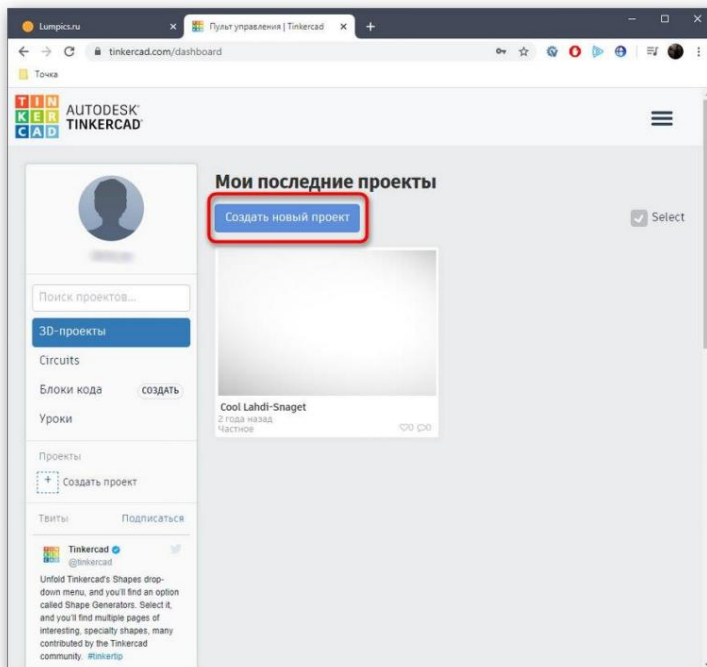 Lumpics.ru
Пульт управления | Tinkercad
tinkercad.com/dashboard
Точка
TIN
KER
CAD
AUTODESK®
TINKERCAD®
Мои последние проекты
Создать новый проект
Select
Поиск проектов...
3D-проекты
Circuits
Блоки кода СОЗДАТЬ
Уроки
Cool Lahdi-Snaget
2 года назад
Частное
0 0
Проекты
+ Создать проект
Твиты Подписаться
Tinkercad
@tinkercad
Unfold Tinkercad's Shapes drop-
down menu, and you'll find an option
called Shape Generators. Select it,
and you'll find multiple pages of
interesting, specialty shapes, many
contributed by the Tinkercad
community. #tinkertip